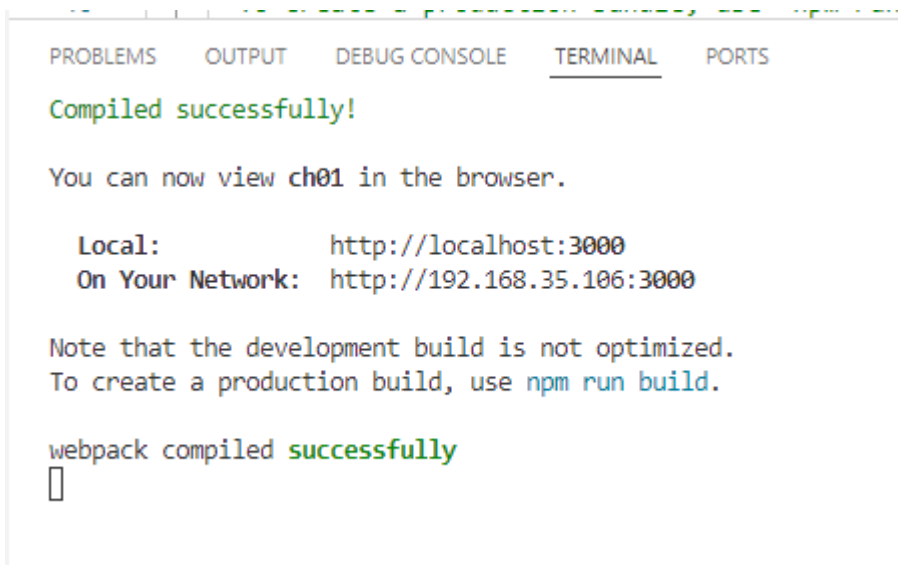 PROBLEMS OUTPUT DEBUG CONSOLE TERMINAL PORTS
Compiled successfully!
You can now view ch01 in the browser.
Local: http://localhost:3000
On Your Network: http://192.168.35.106:3000
Note that the development build is not optimized.
To create a production build, use npm run build.
webpack compiled successfully